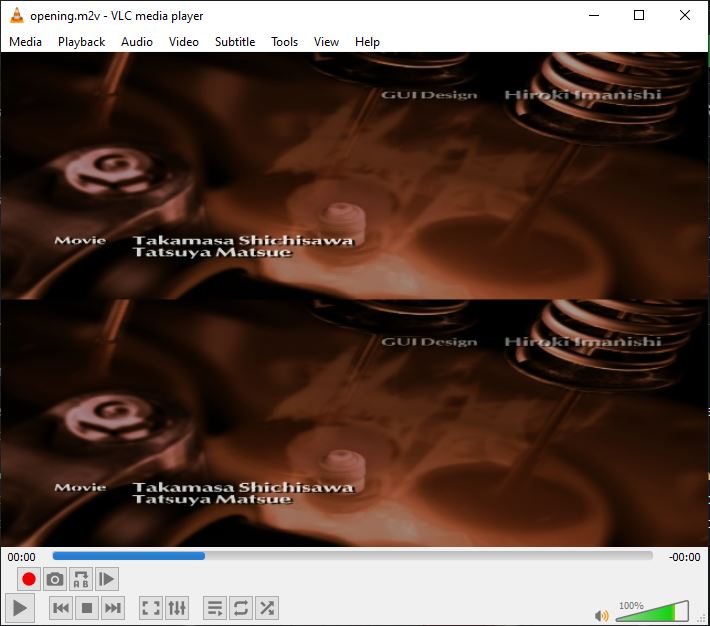 opening.m2v - VLC media player
Media Playback Audio Video Subtitle Tools View Help
GUI Design Hiroki Imanishi
Movie Takamasa Shichisawa
Tatsuya Matsue
GUI Design Hiroki Imanishi
Movie Takamasa Shichisawa
Tatsuya Matsue
00:00 -00:00
A B
100%